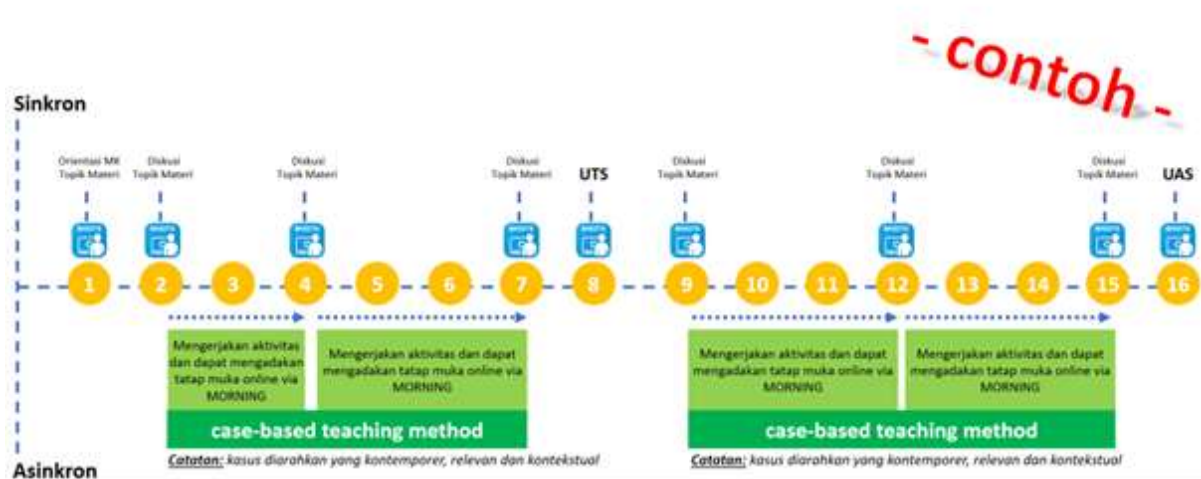 - contoh -
Sinkron
Orientasi MK
Topik Materi
Diskusi
Topik Materi
Diskusi
Topik Materi
Diskusi
Topik Materi
UTS
Diskusi
Topik Materi
Diskusi
Topik Materi
Diskusi
Topik Materi
UAS
1
2
3
4
5
6
7
8
9
10
11
12
13
14
15
16
Mengerjakan aktivitas
dan dapat mengadakan
tatap muka online via
MORNING
Mengerjakan aktivitas dan dapat
mengadakan tatap muka online via
MORNING
Mengerjakan aktivitas dan dapat
mengadakan tatap muka online via
MORNING
Mengerjakan aktivitas dan dapat
mengadakan tatap muka online via
MORNING
case-based teaching method
case-based teaching method
Catatan: kasus diarahkan yang kontemporer, relevan dan kontekstual
Catatan: kasus diarahkan yang kontemporer, relevan dan kontekstual
Asinkron